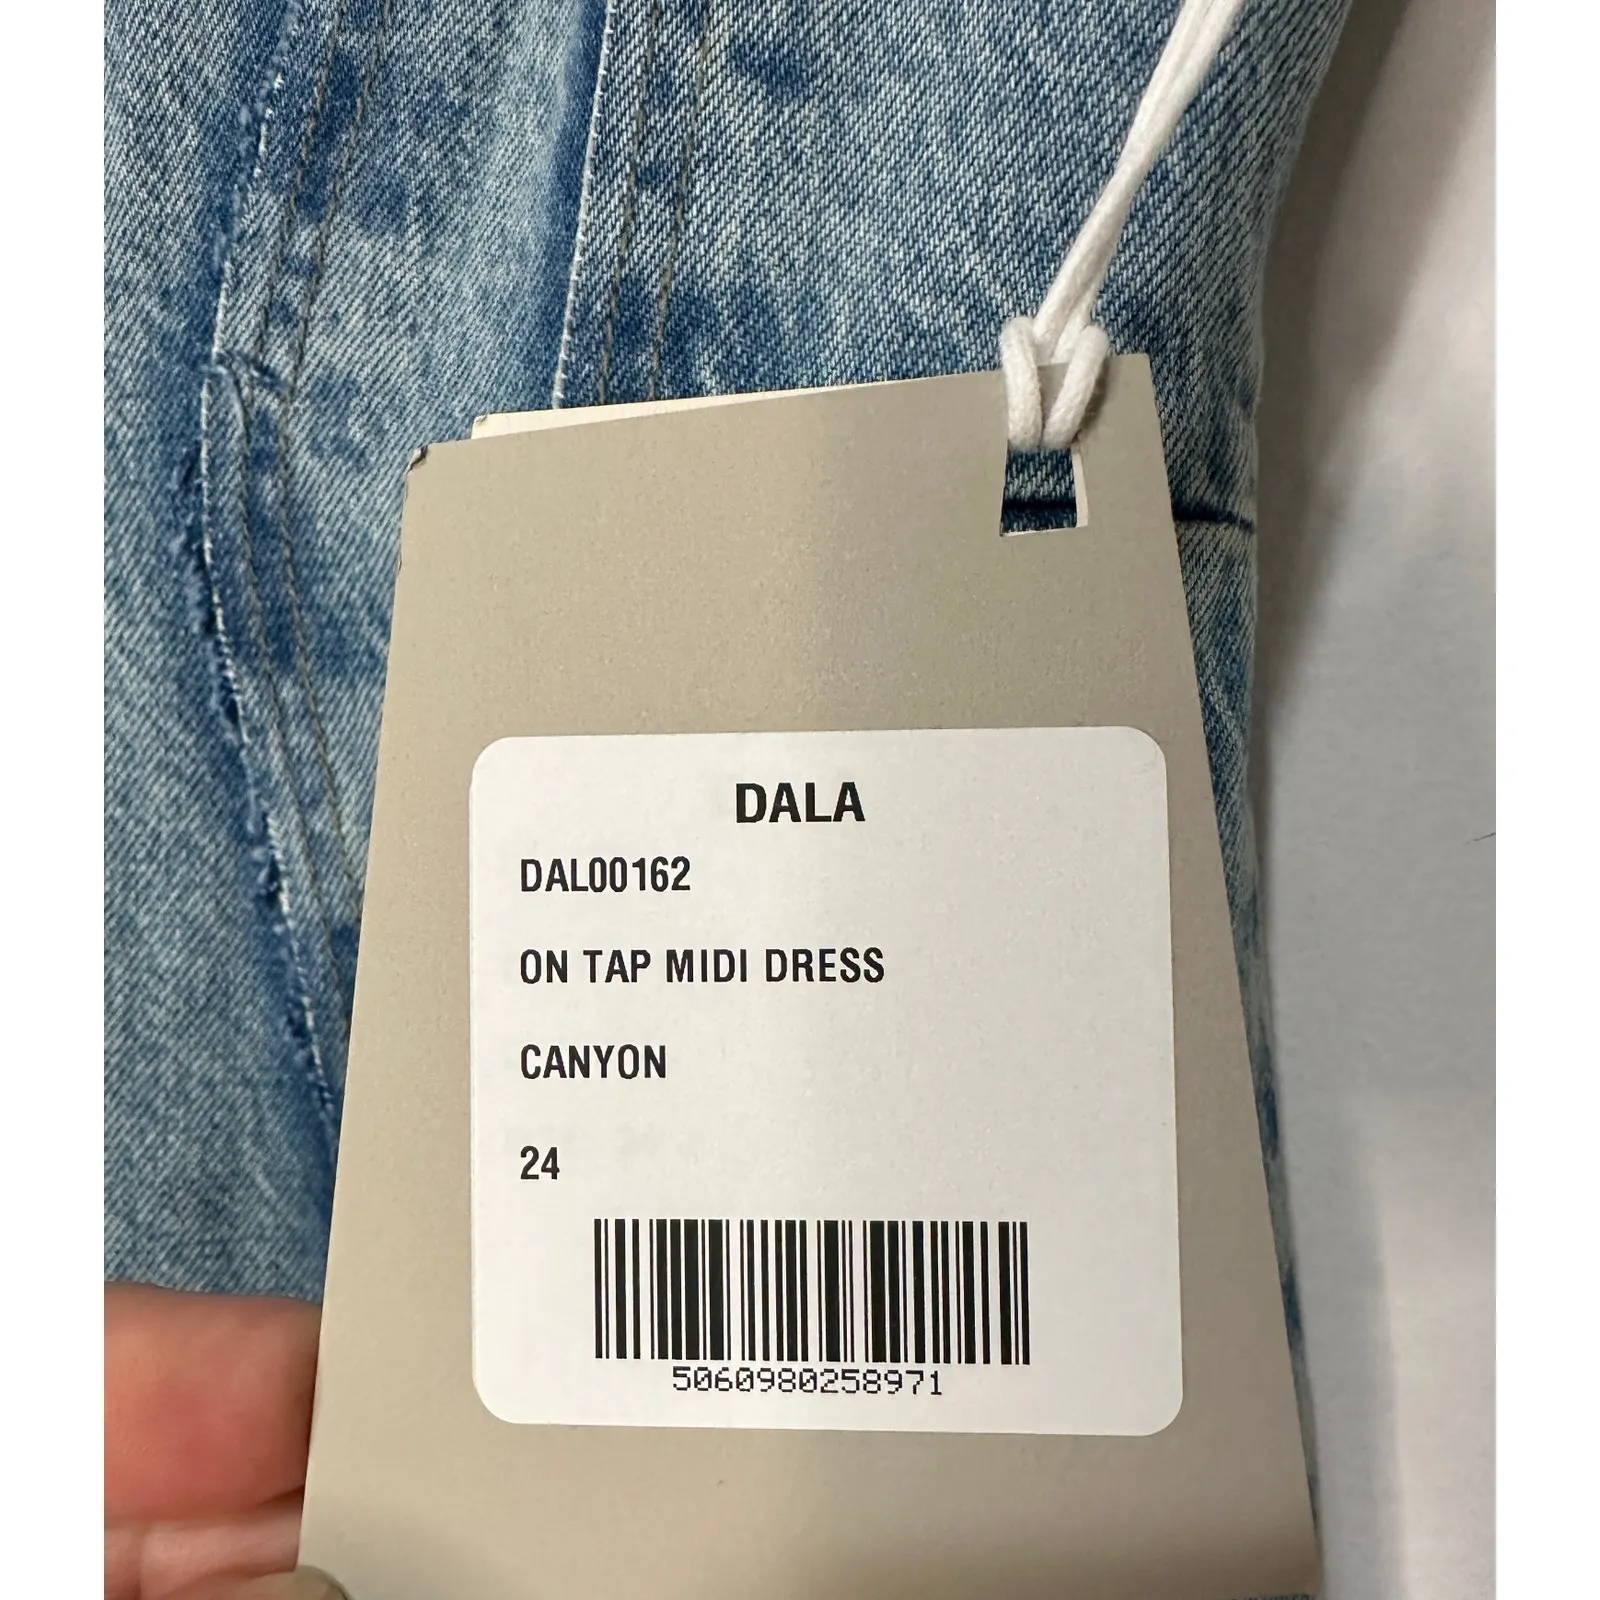 DALA
DAL00162
ON TAP MIDI DRESS
CANYON
24
5060980258971